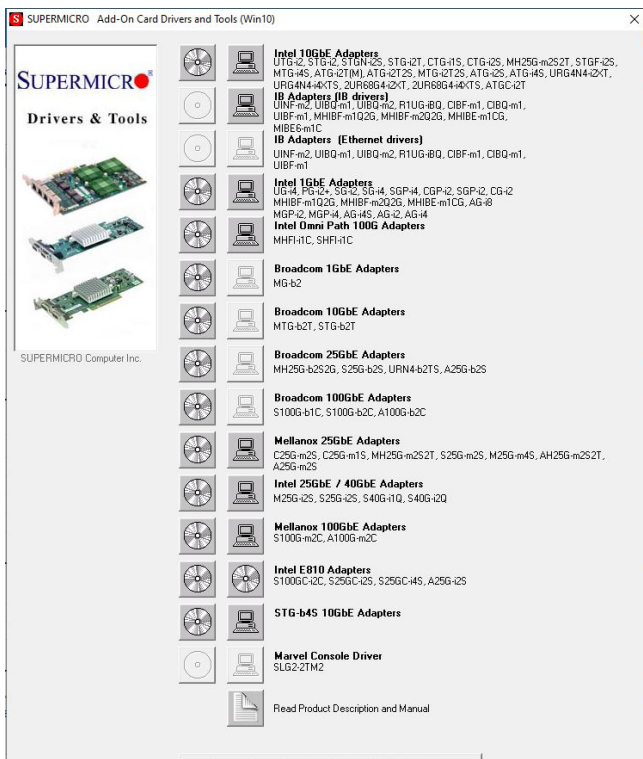 SUPERMICRO Add-On Card Drivers and Tools (Win10)
SUPERMICRO
Drivers & Tools
SUPERMICRO Computer Inc.
Intel 10GbE Adapters
UTG-i2, STG-i2, STGN-i2S, STG-i2T, CTG-i1S, CTG-i2S, MH25G-m2S2T, STGF-i2S,
MTG-i4S, ATG-i2T(M), ATG-i2T2S, MTG-i2T2S, ATG-i2S, ATG-i4S, URG4N4-i2XT,
URG4N4-i4XTS, 2UR68G4-i2XT, 2UR68G4-i4XTS, ATGC-i2T
IB Adapters (IB drivers)
UINF-m2, UIBQ-m1, UIBQ-m2, R1UG-iBQ, CIBF-m1, CIBQ-m1,
UIBF-m1, MHIBF-m1Q2G, MHIBF-m2Q2G, MHIBE-m1CG,
MIBE6-m1C
IB Adapters (Ethernet drivers)
UINF-m2, UIBQ-m1, UIBQ-m2, R1UG-iBQ, CIBF-m1, CIBQ-m1,
UIBF-m1
Intel 1GbE Adapters
UG-i4, PG-i2+, SG-i2, SG-i4, SGP-i4, CGP-i2, SGP-i2, CG-i2
MHIBF-m1Q2G, MHIBF-m2Q2G, MHIBE-m1CG, AG-i8
MGP-i2, MGP-i4, AG-i4S, AG-i2, AG-i4
Intel Omni Path 100G Adapters
MHFI-i1C, SHFI-i1C
Broadcom 1GbE Adapters
MG-b2
Broadcom 10GbE Adapters
MTG-b2T, STG-b2T
Broadcom 25GbE Adapters
MH25G-b2S2G, S25G-b2S, URN4-b2TS, A25G-b2S
Broadcom 100GbE Adapters
S100G-b1C, S100G-b2C, A100G-b2C
Mellanox 25GbE Adapters
C25G-m2S, C25G-m1S, MH25G-m2S2T, S25G-m2S, M25G-m4S, AH25G-m2S2T,
A25G-m2S
Intel 25GbE / 40GbE Adapters
M25G-i2S, S25G-i2S, S40G-i1Q, S40G-i2Q
Mellanox 100GbE Adapters
S100G-m2C, A100G-m2C
Intel E810 Adapters
S100GC-i2C, S25GC-i2S, S25GC-i4S, A25G-i2S
STG-b4S 10GbE Adapters
Marvel Console Driver
SLG2-2TM2
Read Product Description and Manual